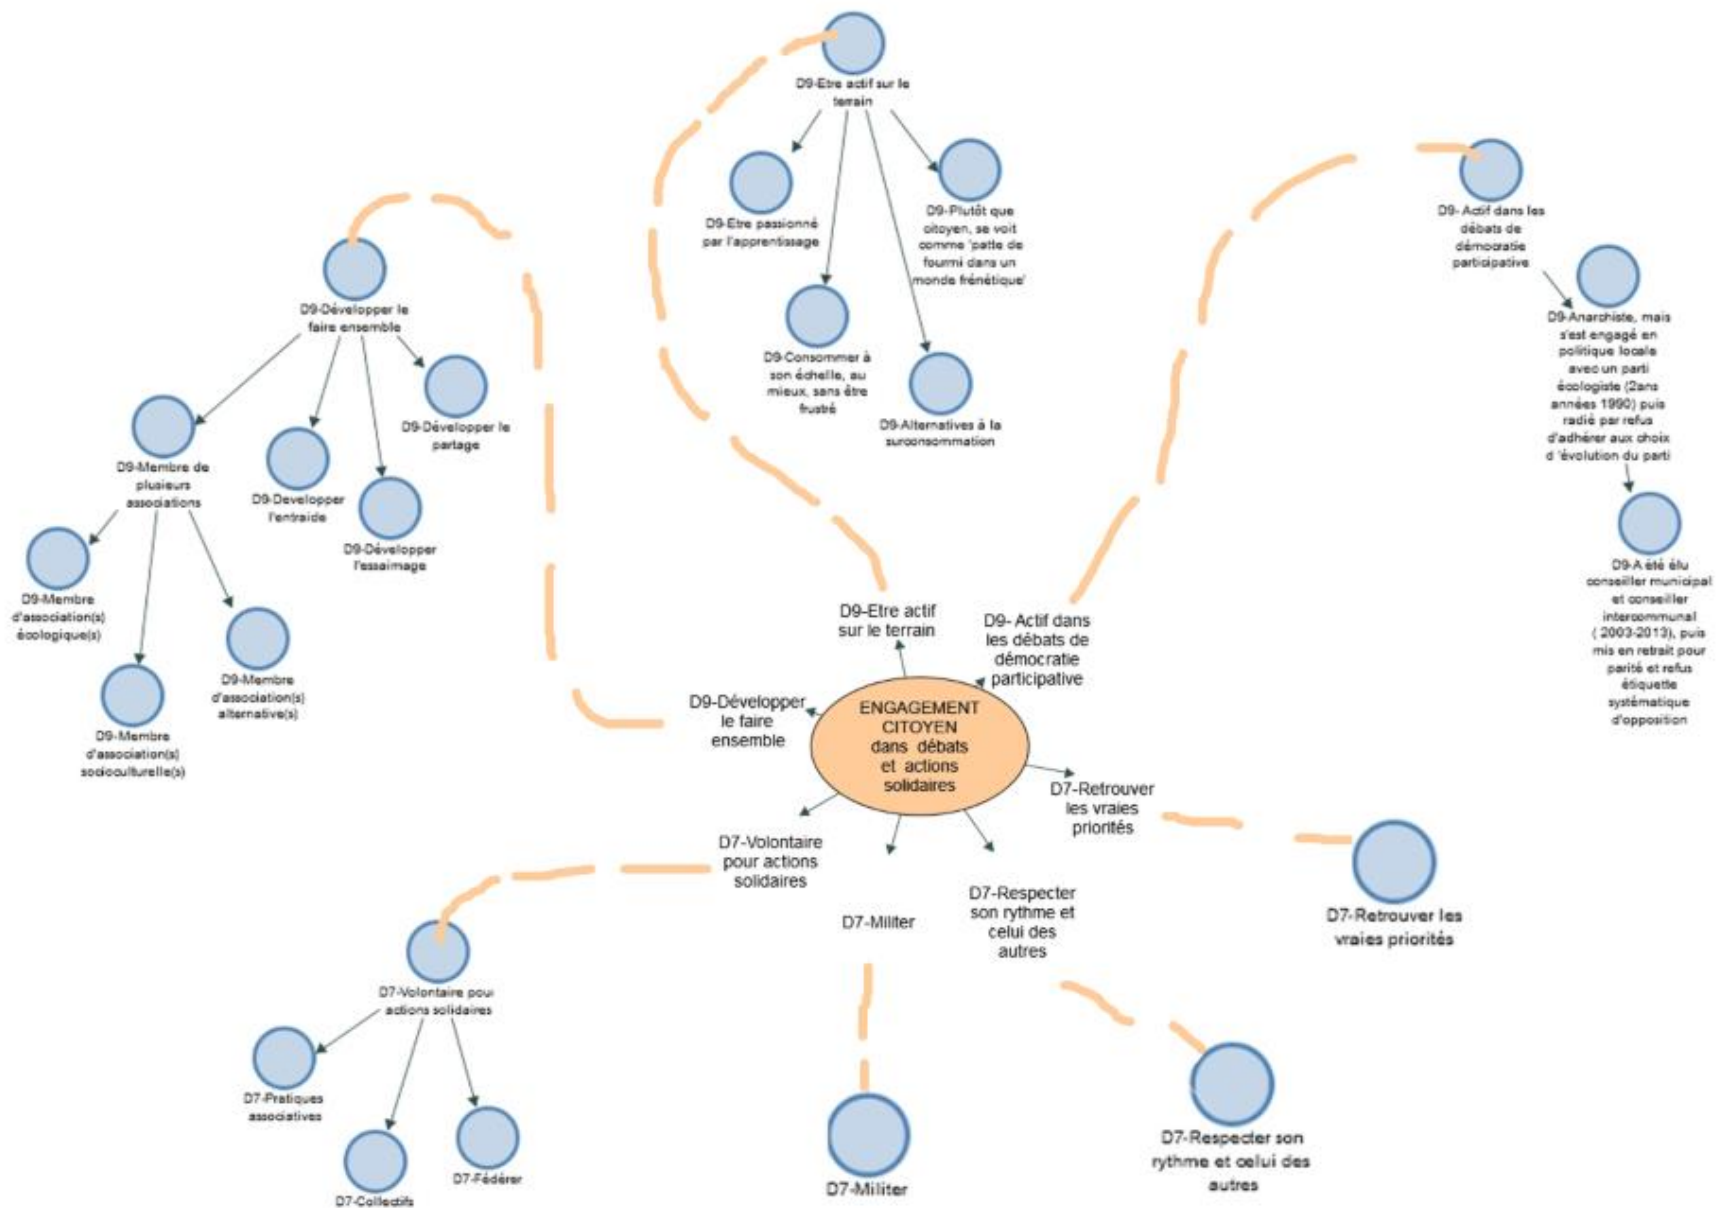 D9-Etre actif sur le
terrain
D9-Etre passionné
par l'apprentissage
D9-Plutôt que
citoyen, se voit
comme 'patte de
fourmi dans un
monde frénétique'
D9-Consommer à
son échelle, au
mieux, sans être
frustré
D9-Alternatives à la
surconsommation
D9- Actif dans les
débats de
démocratie
participative
D9-Anarchiste, mais
s'est engagé en
politique locale
avec un parti
écologiste (2ans
années 1990) puis
radié par refus
d'adhérer aux choix
d 'évolution du parti
D9-A été élu
conseiller municipal
et conseiller
intercommunal
( 2003-2013), puis
mis en retrait pour
parité et refus
étiquette
systématique
d'opposition
D9-Développer le
faire ensemble
D9-Développer le
partage
D9-Membre de
plusieurs
associations
D9-Developper
l'entraide
D9-Développer
l'essaimage
D9-Membre
d'association(s)
écologique(s)
D9-Membre
d'association(s)
alternative(s)
D9-Membre
d'association(s)
socioculturelle(s)
D9-Etre actif
sur le terrain
D9- Actif dans
les débats de
démocratie
participative
D9-Développer
le faire
ensemble
ENGAGEMENT
CITOYEN
dans débats
et actions
solidaires
D7-Retrouver
les vraies
priorités
D7-Volontaire
pour actions
solidaires
D7-Militer
D7-Respecter
son rythme et
celui des
autres
D7-Retrouver les
vraies priorités
D7-Volontaire pour
actions solidaires
D7-Pratiques
associatives
D7-Collectifs
D7-Fédérer
D7-Militer
D7-Respecter son
rythme et celui des
autres